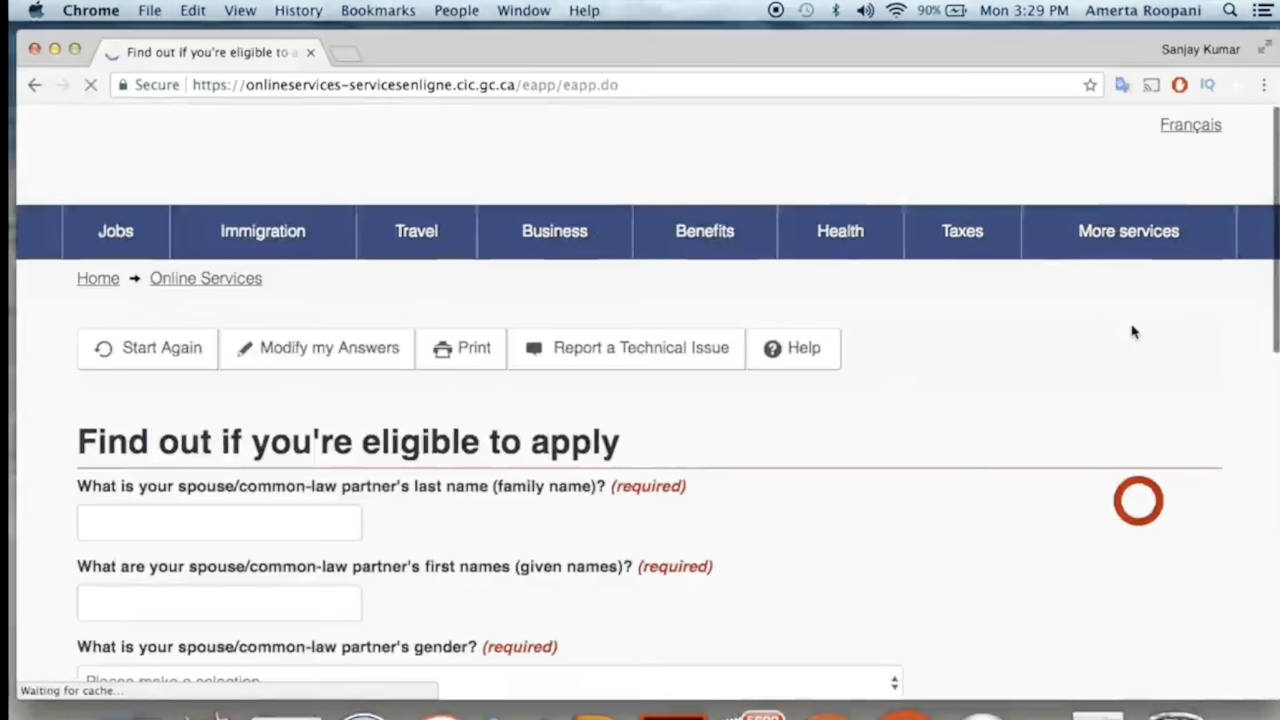 Chrome File Edit View History Bookmarks People Window Help 90% Mon 3:29 PM Amerta Roopani
Find out if you're eligible to a Sanjay Kumar
Secure https://onlineservices-servicesenligne.cic.gc.ca/eapp/eapp.do IQ
Français
Jobs Immigration Travel Business Benefits Health Taxes More services
Home Online Services
Start Again Modify my Answers Print Report a Technical Issue Help
Find out if you're eligible to apply
What is your spouse/common-law partner's last name (family name)? (required)
What are your spouse/common-law partner's first names (given names)? (required)
What is your spouse/common-law partner's gender? (required)
Please make a selection
Waiting for cache...